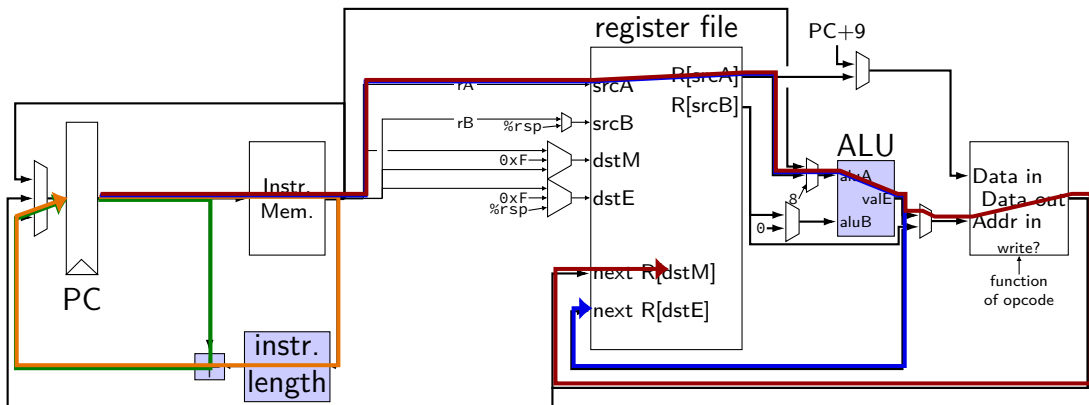 register file
PC+9
rA
srcA
R[srcA]
R[srcB]
rB
%rsp
srcB
ALU
0xF
dstM
aluA
valE
0xF
%rsp
dstE
8
0
aluB
Instr.
Mem.
Data in
Data out
Addr in
write?
function
of opcode
PC
next R[dstM]
next R[dstE]
instr.
length
+